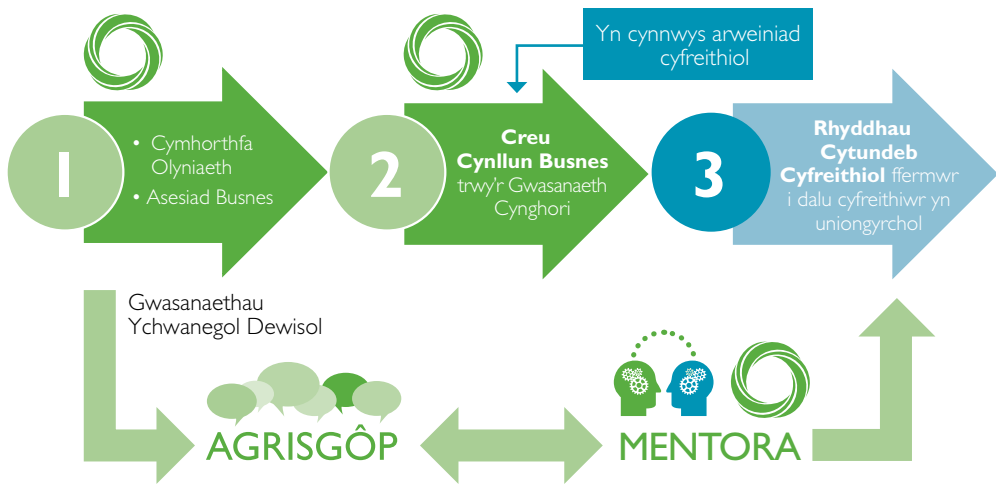 Yn cynnwys arweiniad
cyfreithiol
1
• Cymhorthfa
Olyniaeth
• Asesiad Busnes
2
Creu
Cynllun Busnes
trwy'r Gwasanaeth
Cynghori
3
Rhyddhau
Cytundeb
Cyfreithiol ffermwr
i dalu cyfreithiwr yn
uniongyrchol
Gwasanaethau
Ychwanegol Dewisol
AGRISGÔP
MENTORA